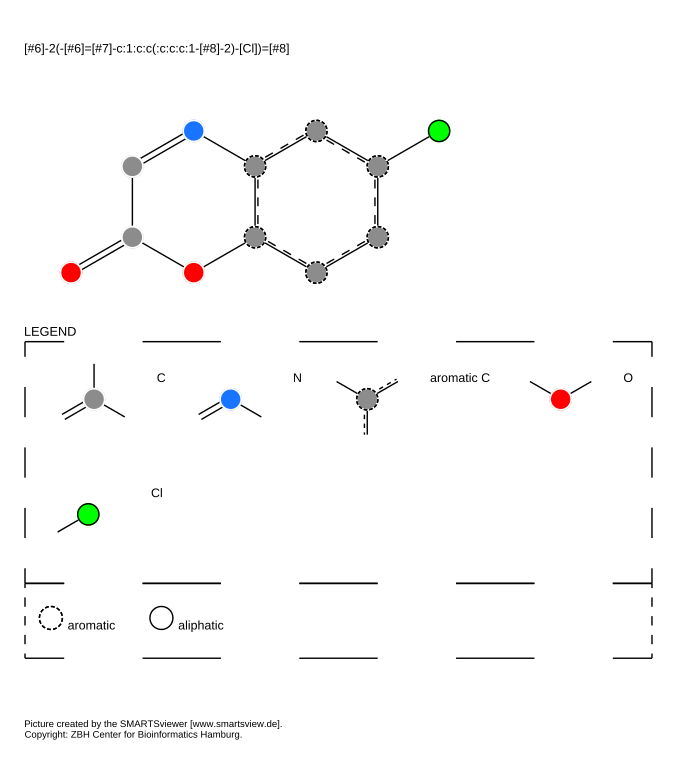 [#6]-2(-[#6]=[#7]-c:1:c:c(:c:c:c:1-[#8]-2)-[Cl])=[#8]
LEGEND
C
N
aromatic C
O
Cl
aromatic
aliphatic
Picture created by the SMARTSviewer [www.smartsview.de].
Copyright: ZBH Center for Bioinformatics Hamburg.